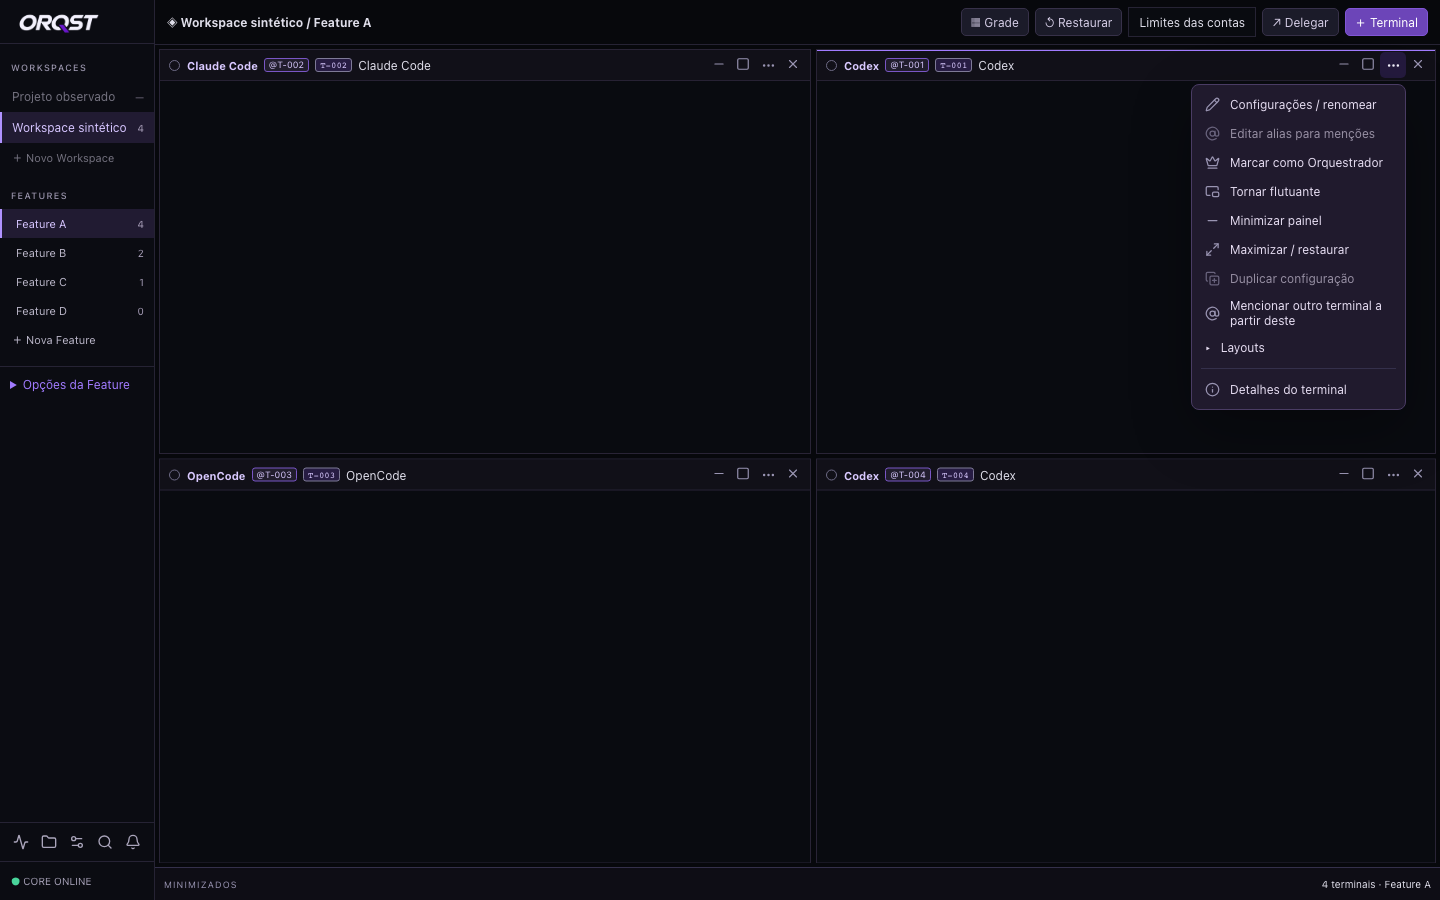 ORQST
WORKSPACES
Projeto observado —
Workspace sintético 4
+ Novo Workspace
FEATURES
Feature A 4
Feature B 2
Feature C 1
Feature D 0
+ Nova Feature
▶ Opções da Feature
CORE ONLINE
◈ Workspace sintético / Feature A
▦ Grade
↺ Restaurar
Limites das contas
↗ Delegar
+ Terminal
Claude Code @T-002 T-002 Claude Code
Codex @T-001 T-001 Codex
Configurações / renomear
Editar alias para menções
Marcar como Orquestrador
Tornar flutuante
Minimizar painel
Maximizar / restaurar
Duplicar configuração
Mencionar outro terminal a
partir deste
▸ Layouts
Detalhes do terminal
OpenCode @T-003 T-003 OpenCode
Codex @T-004 T-004 Codex
MINIMIZADOS
4 terminais · Feature A